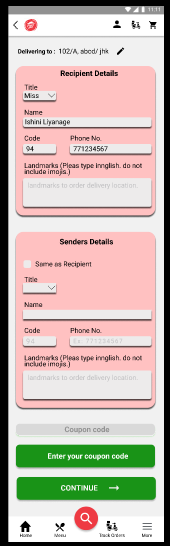 11:11
Delivering to : 102/A, abcd/ jhk
Recipient Details
Title
Miss
Name
Ishini Liyanage
Code Phone No.
94 771234567
Landmarks (Pleas type innglish. do not
include imojis.)
landmarks to order delivery location.
Senders Details
Same as Recipient
Title
Name
Code Phone No.
94 Ex: 771234567
Landmarks (Pleas type innglish. do not
include imojis.)
landmarks to order delivery location.
Coupon code
Enter your coupon code
CONTINUE
Home Menu Track Orders More